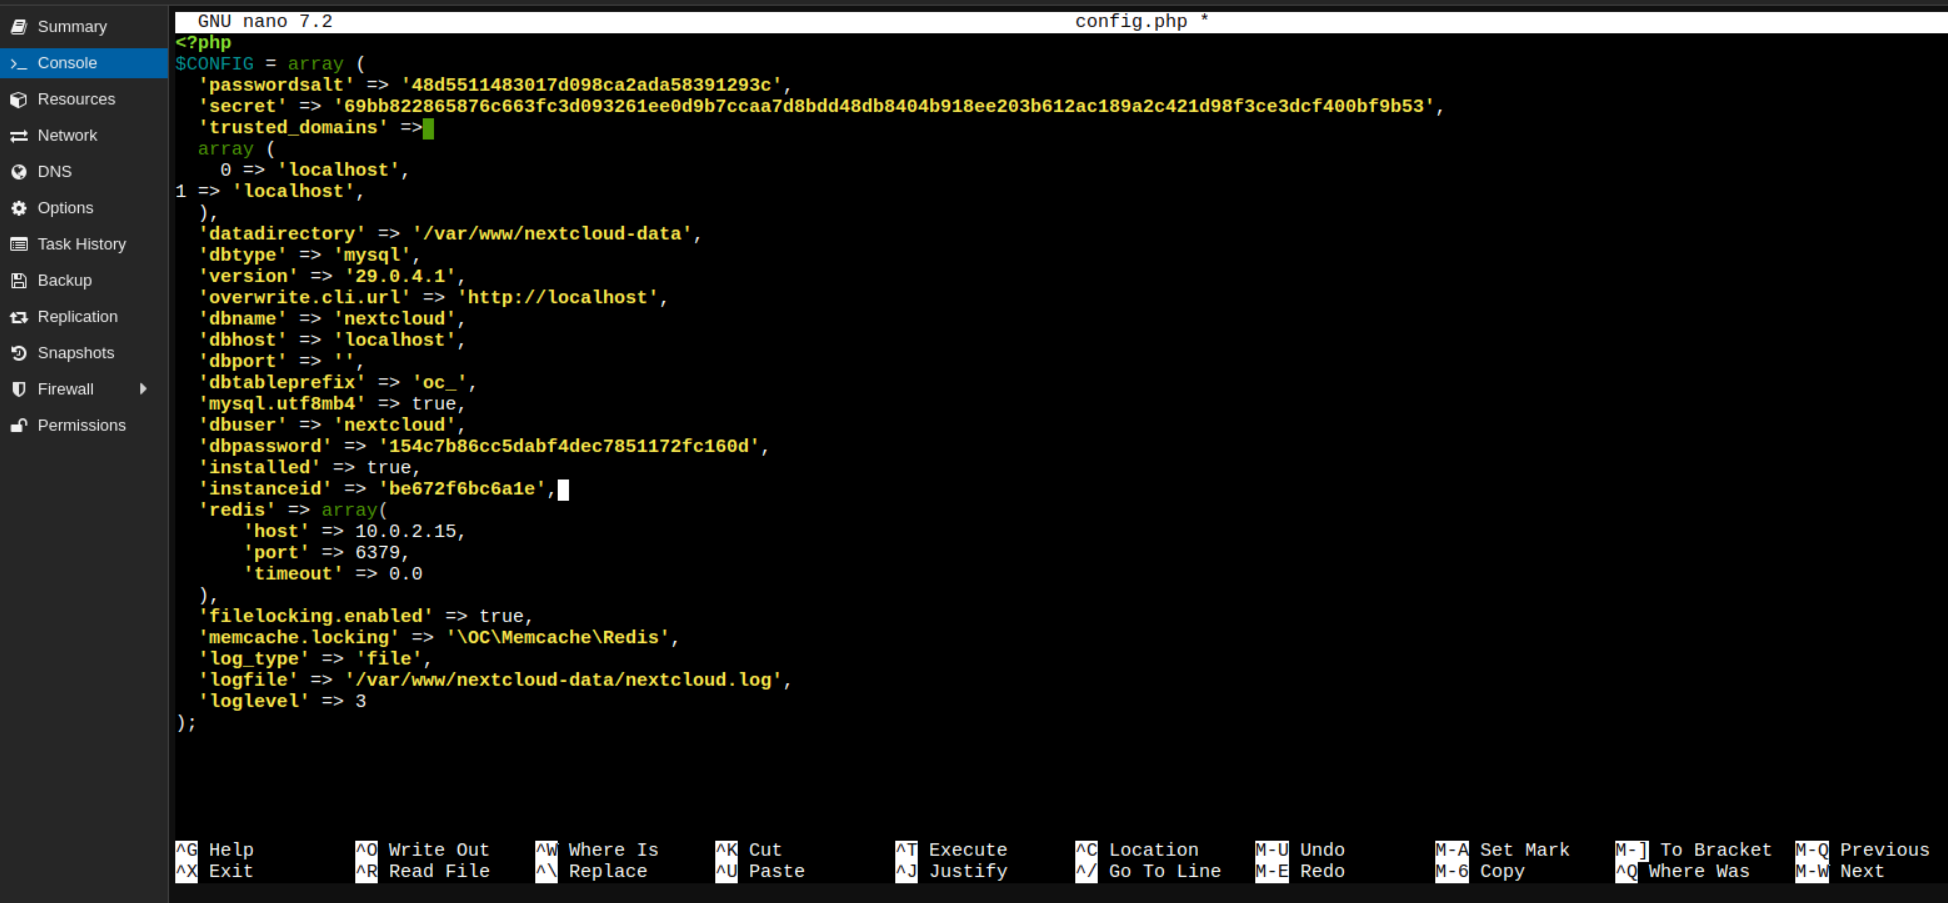 Summary
Console
Resources
Network
DNS
Options
Task History
Backup
Replication
Snapshots
Firewall
Permissions
GNU nano 7.2 config.php *
<?php
$CONFIG = array (
  'passwordsalt' => '48d5511483017d098ca2ada58391293c',
  'secret' => '69bb822865876c663fc3d093261ee0d9b7ccaa7d8bdd48db8404b918ee203b612ac189a2c421d98f3ce3dcf400bf9b53',
  'trusted_domains' =>
  array (
    0 => 'localhost',
1 => 'localhost',
  ),
  'datadirectory' => '/var/www/nextcloud-data',
  'dbtype' => 'mysql',
  'version' => '29.0.4.1',
  'overwrite.cli.url' => 'http://localhost',
  'dbname' => 'nextcloud',
  'dbhost' => 'localhost',
  'dbport' => '',
  'dbtableprefix' => 'oc_',
  'mysql.utf8mb4' => true,
  'dbuser' => 'nextcloud',
  'dbpassword' => '154c7b86cc5dabf4dec7851172fc160d',
  'installed' => true,
  'instanceid' => 'be672f6bc6a1e',
  'redis' => array(
      'host' => 10.0.2.15,
      'port' => 6379,
      'timeout' => 0.0
  ),
  'filelocking.enabled' => true,
  'memcache.locking' => '\OC\Memcache\Redis',
  'log_type' => 'file',
  'logfile' => '/var/www/nextcloud-data/nextcloud.log',
  'loglevel' => 3
);
^G Help ^O Write Out ^W Where Is ^K Cut ^T Execute ^C Location M-U Undo M-A Set Mark M-] To Bracket M-Q Previous
^X Exit ^R Read File ^\ Replace ^U Paste ^J Justify ^/ Go To Line M-E Redo M-6 Copy ^Q Where Was M-W Next